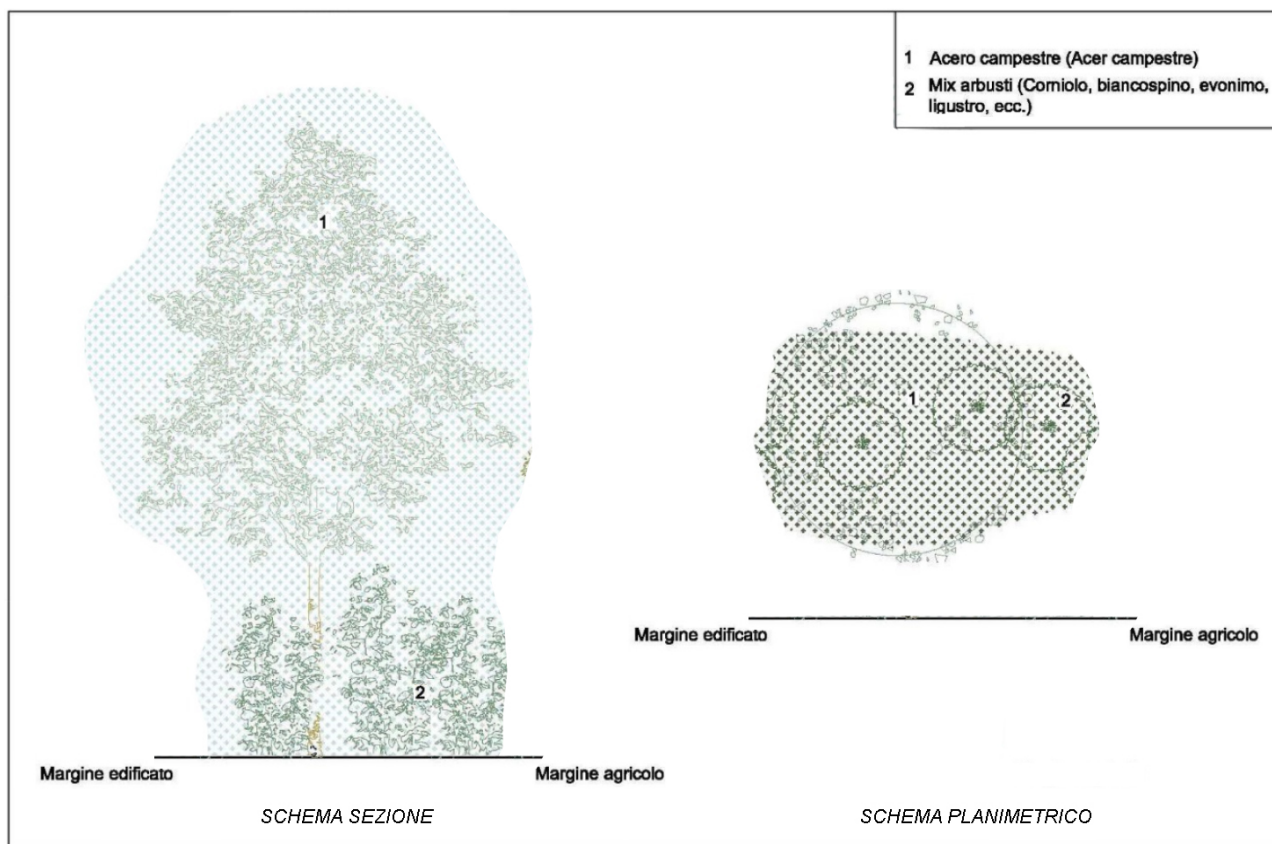 1 Acero campestre (Acer campestre)
2 Mix arbusti (Corniolo, biancospino, evonimo,
ligustro, ecc.)
1
2
Margine edificato
Margine agricolo
SCHEMA SEZIONE
1
2
Margine edificato
Margine agricolo
SCHEMA PLANIMETRICO